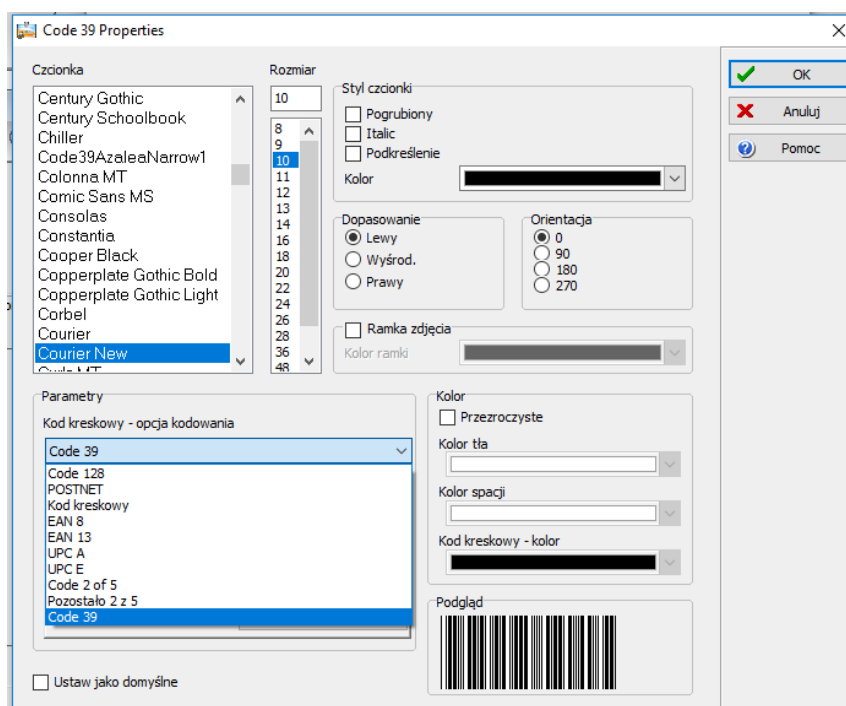 Code 39 Properties
Czcionka
Century Gothic
Century Schoolbook
Chiller
Code39AzaleaNarrow1
Colonna MT
Comic Sans MS
Consolas
Constantia
Cooper Black
Copperplate Gothic Bold
Copperplate Gothic Light
Corbel
Courier
Courier New
Rozmiar
10
8
9
10
11
12
13
14
16
18
20
22
24
26
28
36
48
Styl czcionki
Pogrubiony
Italic
Podkreślenie
Kolor
Dopasowanie
Lewy
Wyśrod.
Prawy
Orientacja
0
90
180
270
Ramka zdjęcia
Kolor ramki
OK
Anuluj
Pomoc
Parametry
Kod kreskowy - opcja kodowania
Code 39
Code 128
POSTNET
Kod kreskowy
EAN 8
EAN 13
UPC A
UPC E
Code 2 of 5
Pozostało 2 z 5
Code 39
Kolor
Przezroczyste
Kolor tła
Kolor spacji
Kod kreskowy - kolor
Podgląd
Ustaw jako domyślne